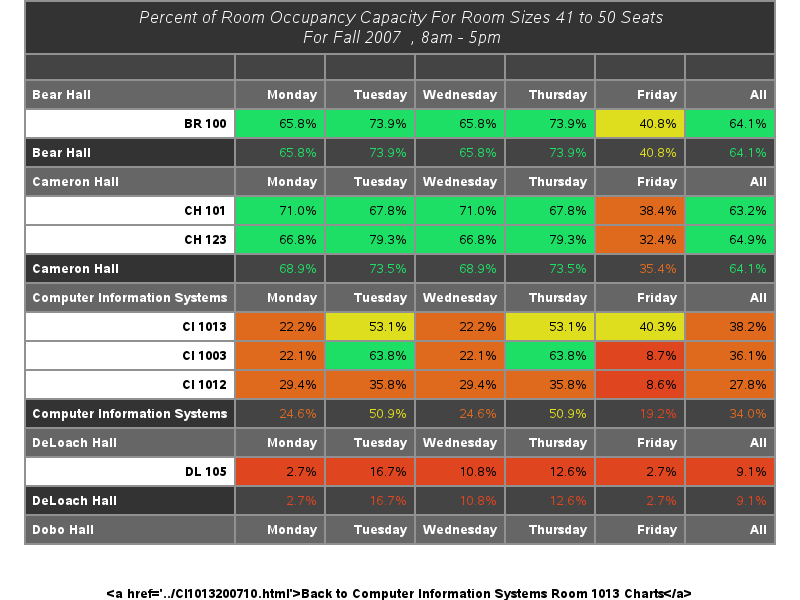 Percent of Room Occupancy Capacity For Room Sizes 41 to 50 Seats
For Fall 2007 , 8am - 5pm
Bear Hall Monday Tuesday Wednesday Thursday Friday All
BR 100 65.8% 73.9% 65.8% 73.9% 40.8% 64.1%
Bear Hall 65.8% 73.9% 65.8% 73.9% 40.8% 64.1%
Cameron Hall Monday Tuesday Wednesday Thursday Friday All
CH 101 71.0% 67.8% 71.0% 67.8% 38.4% 63.2%
CH 123 66.8% 79.3% 66.8% 79.3% 32.4% 64.9%
Cameron Hall 68.9% 73.5% 68.9% 73.5% 35.4% 64.1%
Computer Information Systems Monday Tuesday Wednesday Thursday Friday All
CI 1013 22.2% 53.1% 22.2% 53.1% 40.3% 38.2%
CI 1003 22.1% 63.8% 22.1% 63.8% 8.7% 36.1%
CI 1012 29.4% 35.8% 29.4% 35.8% 8.6% 27.8%
Computer Information Systems 24.6% 50.9% 24.6% 50.9% 19.2% 34.0%
DeLoach Hall Monday Tuesday Wednesday Thursday Friday All
DL 105 2.7% 16.7% 10.8% 12.6% 2.7% 9.1%
DeLoach Hall 2.7% 16.7% 10.8% 12.6% 2.7% 9.1%
Dobo Hall Monday Tuesday Wednesday Thursday Friday All
&lt;a href='../CI1013200710.html'&gt;Back to Computer Information Systems Room 1013 Charts&lt;/a&gt;